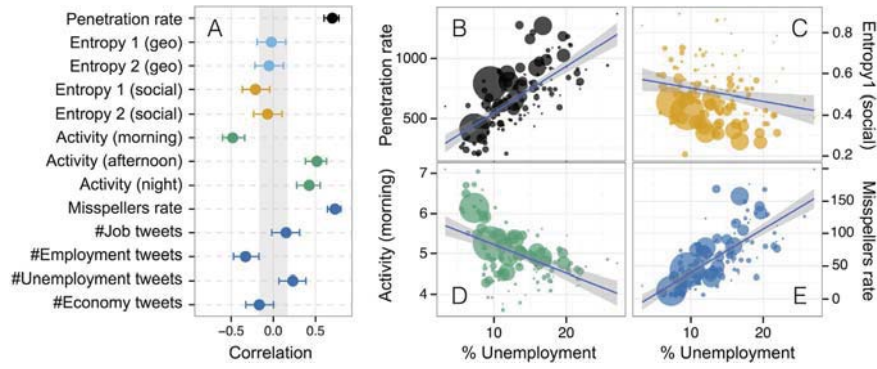 A
Penetration rate
Entropy 1 (geo)
Entropy 2 (geo)
Entropy 1 (social)
Entropy 2 (social)
Activity (morning)
Activity (afternoon)
Activity (night)
Misspellers rate
#Job tweets
#Employment tweets
#Unemployment tweets
#Economy tweets
−0.5 0.0 0.5
Correlation
B
Penetration rate
1000
500
C
Entropy1 (social)
0.8
0.6
0.4
0.2
D
Activity (morning)
7
6
5
4
10 20
% Unemployment
E
Misspellers rate
150
100
50
0
10 20
% Unemployment